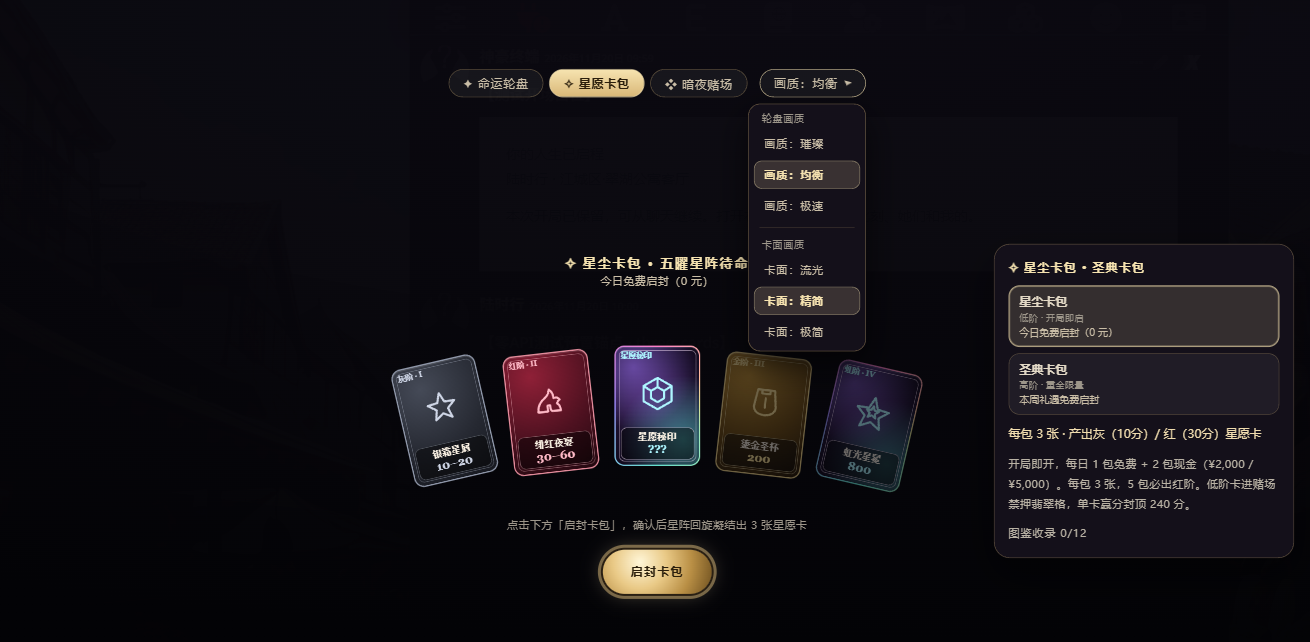 ✦ 命运轮盘
✧ 星愿卡包
❖ 暗夜赌场
画质：均衡
轮盘画质
画质：璀璨
画质：均衡
画质：极速
卡面画质
卡面：流光
卡面：精简
卡面：极简
✧ 星尘卡包 • 五曜星阵待命
今日免费启封（0 元）
灰阶 · I
银霜星屑
10–20
红阶 · II
绯红夜宴
30–60
星愿秘印
星愿秘印
???
金阶 · III
鎏金圣杯
200
IV
虹光星冕
800
点击下方「启封卡包」，确认后星阵回旋凝结出 3 张星愿卡
启封卡包
✧ 星尘卡包 · 圣典卡包
星尘卡包
低阶 · 开局即启
今日免费启封（0 元）
圣典卡包
高阶 · 重金限量
本周礼遇免费启封
每包 3 张 · 产出灰（10分）/ 红（30分）星愿卡
开局即开，每日 1 包免费 + 2 包现金（¥2,000 /
¥5,000）。每包 3 张，5 包必出红阶。低阶卡进赌场
禁押翡翠格，单卡赢分封顶 240 分。
图鉴收录 0/12